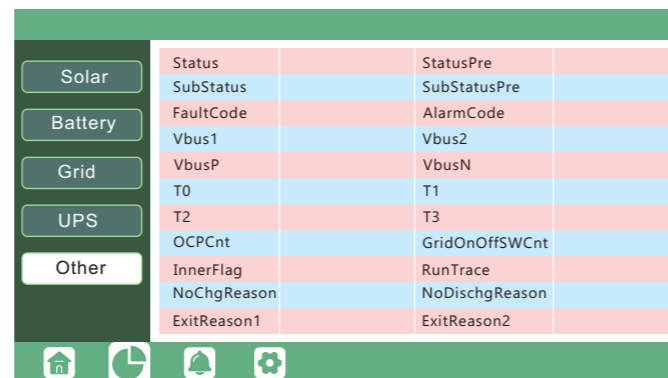 Solar
Battery
Grid
UPS
Other
Status StatusPre
SubStatus SubStatusPre
FaultCode AlarmCode
Vbus1 Vbus2
VbusP VbusN
T0 T1
T2 T3
OCPCnt GridOnOffSWCnt
InnerFlag RunTrace
NoChgReason NoDischgReason
ExitReason1 ExitReason2